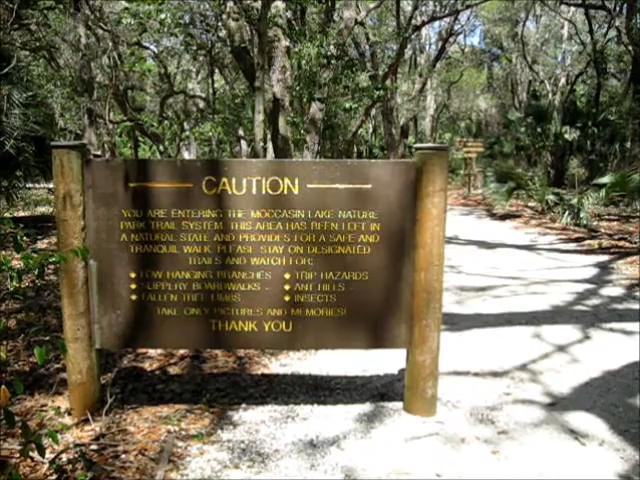 CAUTION
YOU ARE ENTERING THE MOCCASIN LAKE NATURE
PARK TRAIL SYSTEM. THIS AREA HAS BEEN LEFT IN
A NATURAL STATE AND PROVIDES FOR A SAFE AND
TRANQUIL WALK. PLEASE STAY ON DESIGNATED
TRAILS AND WATCH FOR:
LOW HANGING BRANCHES TRIP HAZARDS
SLIPPERY BOARDWALKS ANT HILLS
FALLEN TREE LIMBS INSECTS
TAKE ONLY PICTURES AND MEMORIES!
THANK YOU